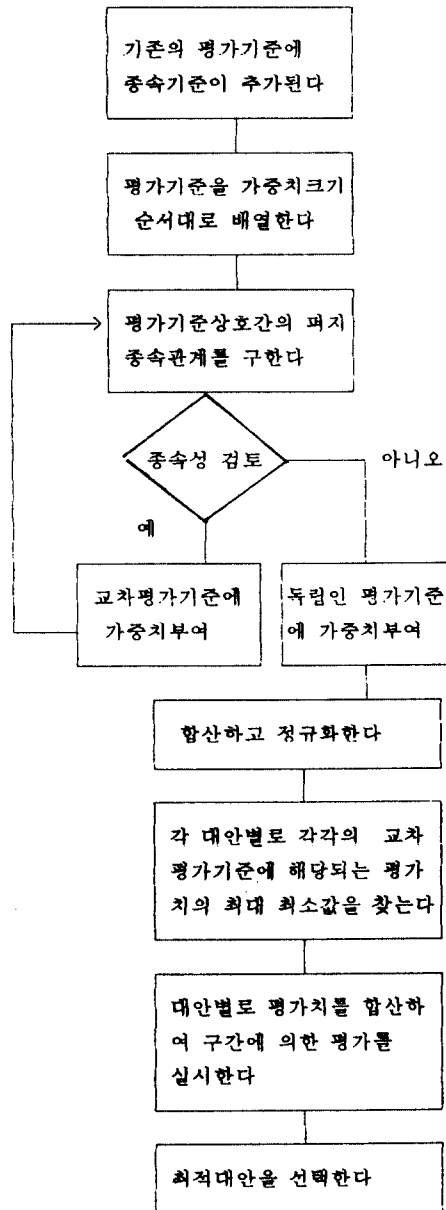 기존의 평가기준에
종속기준이 추가된다
평가기준을 가중치크기
순서대로 배열한다
평가기준상호간의 퍼지
종속관계를 구한다
종속성 검토
아니오
예
교차평가기준에
가중치부여
독립인 평가기준
에 가중치부여
합산하고 정규화한다
각 대안별로 각각의 교차
평가기준에 해당되는 평가
치의 최대 최소값을 찾는다
대안별로 평가치를 합산하
여 구간에 의한 평가를
실시한다
최적대안을 선택한다